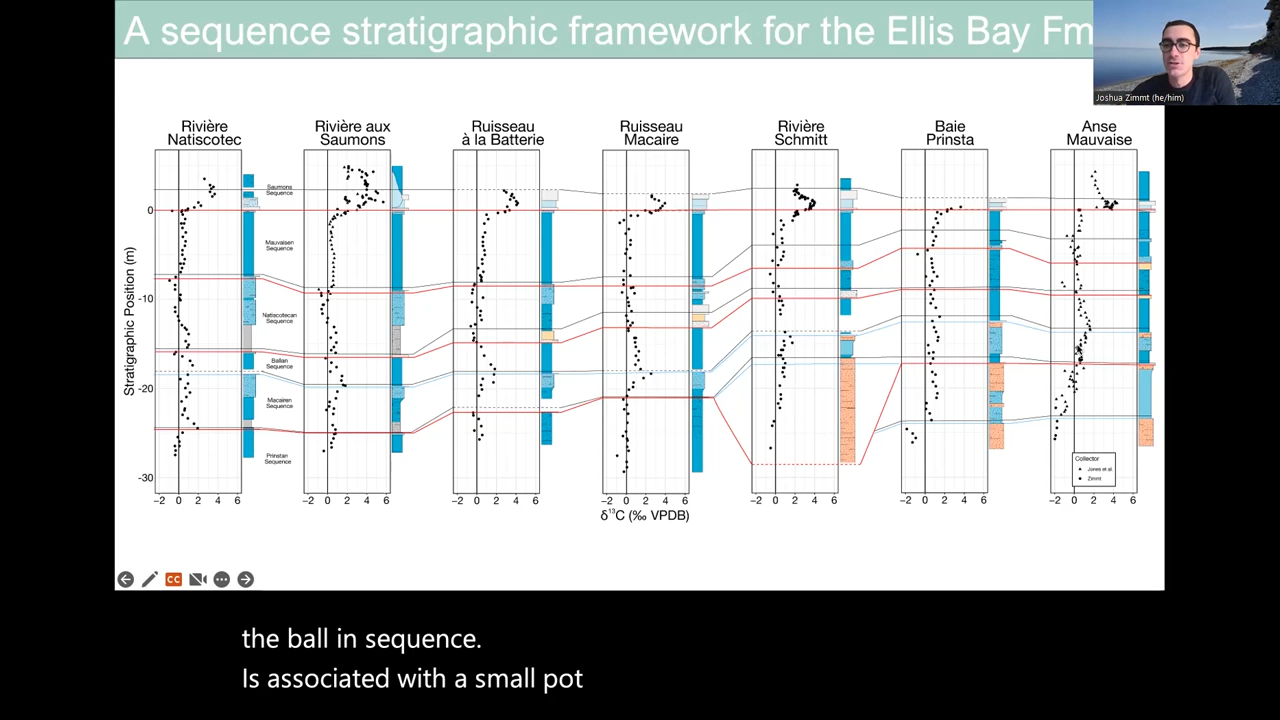 A sequence stratigraphic framework for the Ellis Bay Fm
Joshua Zimmt (he/him)
Rivière
Natiscotec
Rivière aux
Saumons
Ruisseau
à la Batterie
Ruisseau
Macaire
Rivière
Schmitt
Baie
Prinsta
Anse
Mauvaise
Stratigraphic Position (m)
0
-10
-20
-30
Saumons
Sequence
Mauvaisen
Sequence
Natiscotecan
Sequence
Ballan
Sequence
Macairen
Sequence
Prinstan
Sequence
Collector
Jones et al.
Zimmt
−2 0 2 4 6
−2 0 2 4 6
−2 0 2 4 6
−2 0 2 4 6
−2 0 2 4 6
−2 0 2 4 6
−2 0 2 4 6
δ13C (‰ VPDB)
CC
the ball in sequence.
Is associated with a small pot